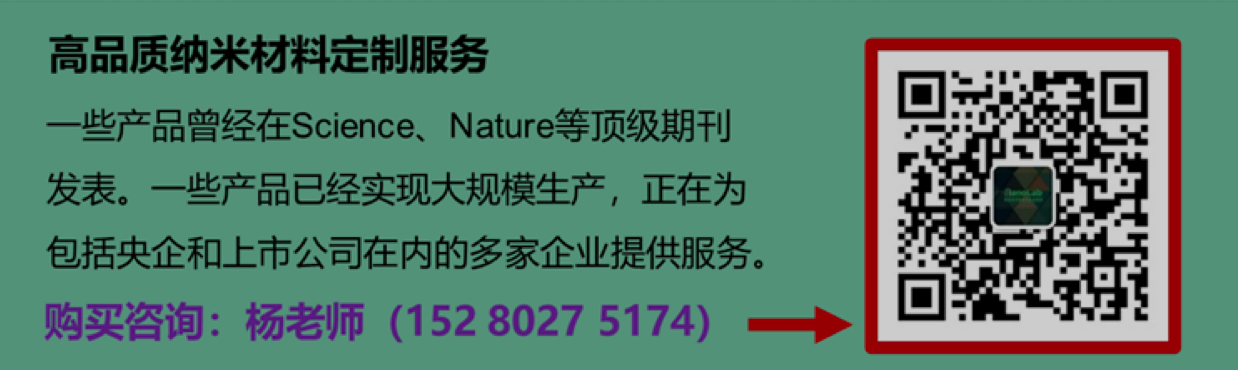 高品质纳米材料定制服务
一些产品曾经在Science、Nature等顶级期刊
发表。一些产品已经实现大规模生产，正在为
包括央企和上市公司在内的多家企业提供服务。
购买咨询：杨老师（152 8027 5174）
nanoLab